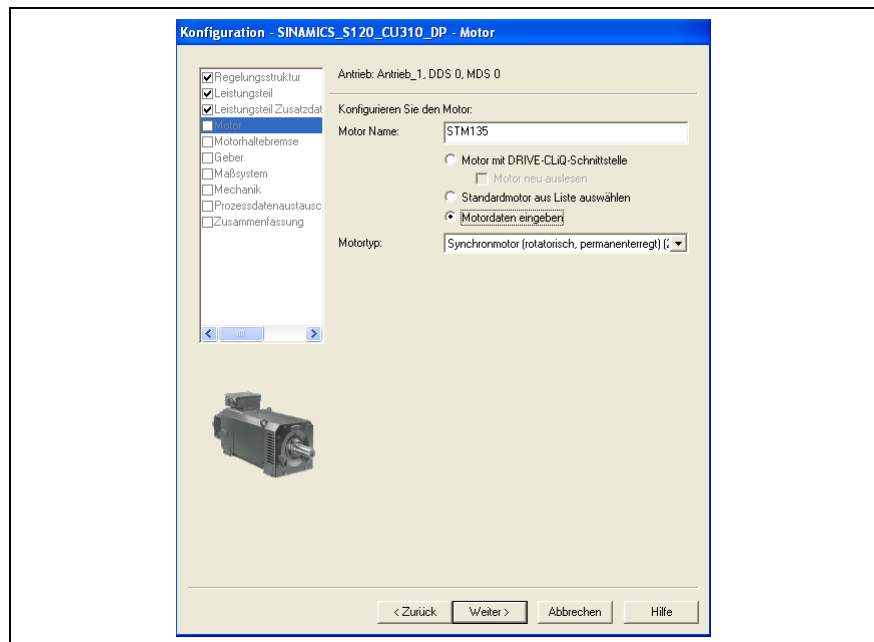 Konfiguration - SINAMICS_S120_CU310_DP - Motor
Regelungsstruktur
Leistungsteil
Leistungsteil Zusatzdat
Motor
Motorhaltebremse
Geber
Maßsystem
Mechanik
Prozessdatenaustausc
Zusammenfassung
Antrieb: Antrieb_1, DDS 0, MDS 0
Konfigurieren Sie den Motor:
Motor Name: STM135
Motor mit DRIVE-CLiQ-Schnittstelle
Motor neu auslesen
Standardmotor aus Liste auswählen
Motordaten eingeben
Motortyp: Synchronmotor (rotatorisch, permanenterregt) (2
< Zurück Weiter > Abbrechen Hilfe